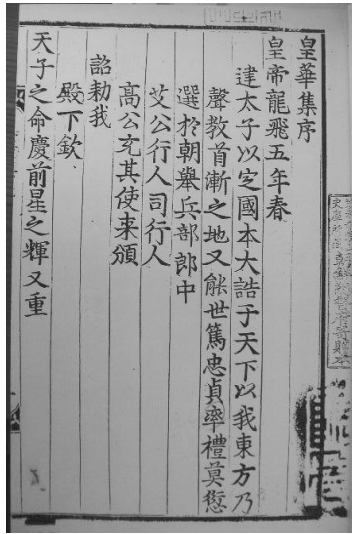 皇華集序
皇帝龍飛五年春
建太子以定國本大誥于天下以我東方乃
聲教首漸之地又能世篤忠貞率禮莫愆
選於朝舉兵部郎中
艾公行人司行人
高公充其使来頒
詔勑我
殿下欽
天子之命慶前星之輝又重